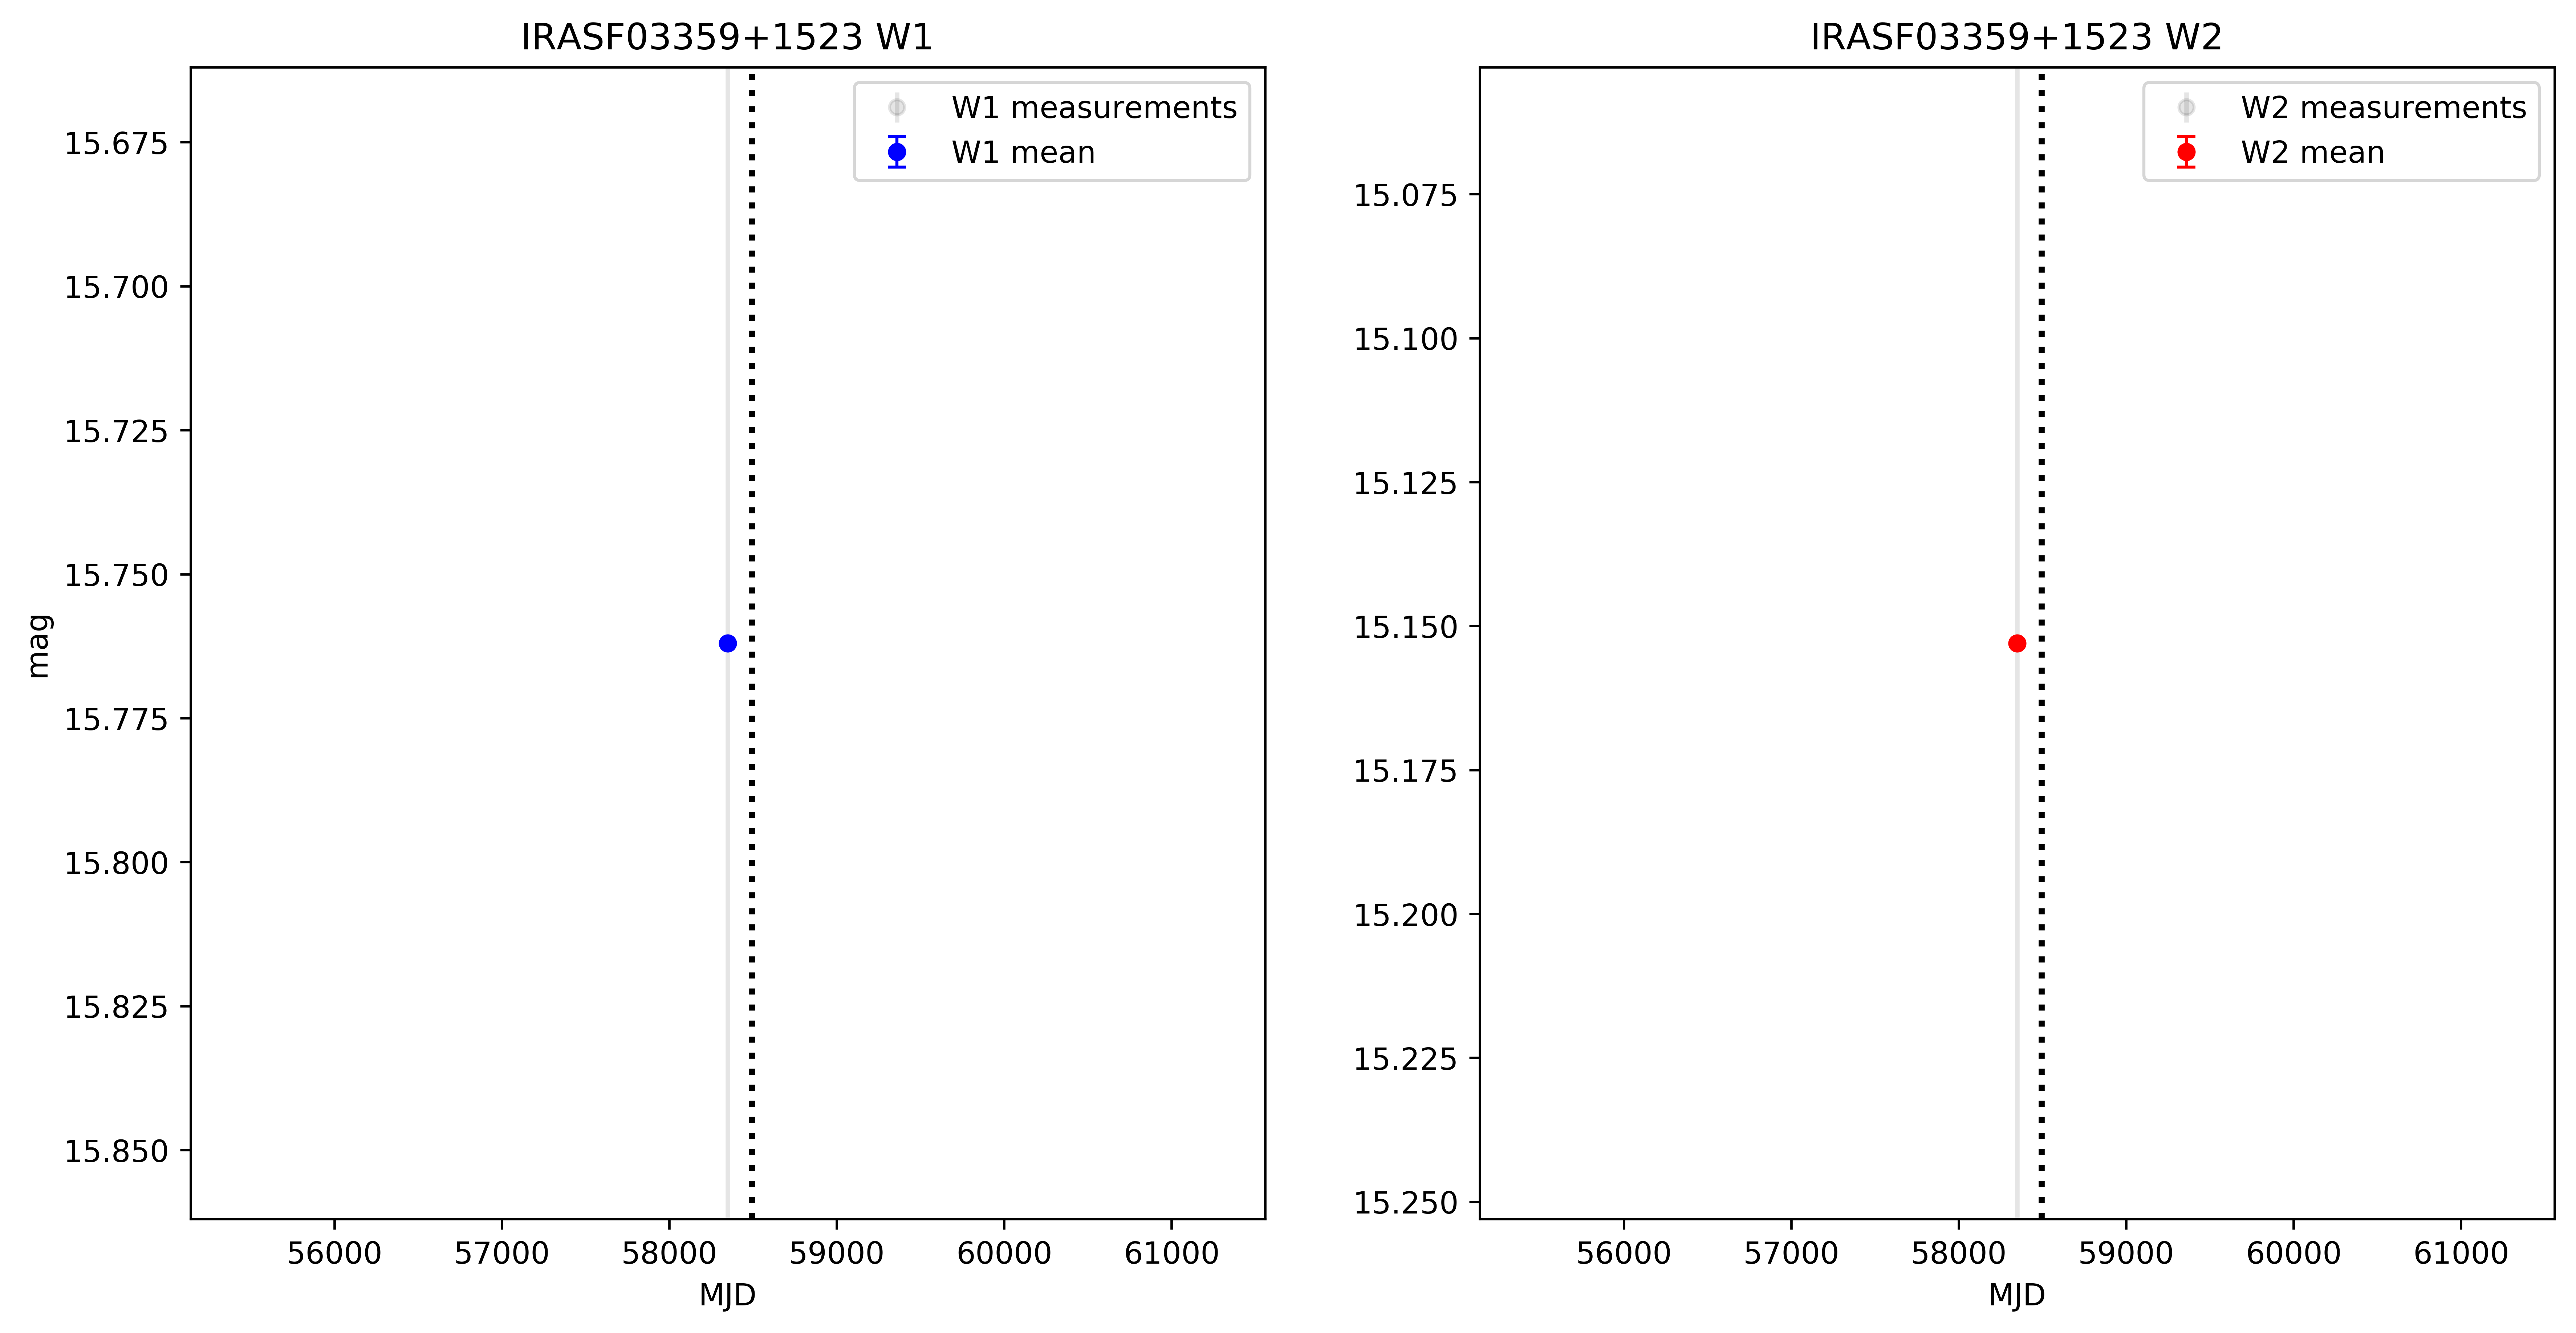 IRASF03359+1523 W1
W1 measurements
W1 mean
15.675
15.700
15.725
15.750
15.775
15.800
15.825
15.850
mag
56000 57000 58000 59000 60000 61000
MJD
IRASF03359+1523 W2
W2 measurements
W2 mean
15.075
15.100
15.125
15.150
15.175
15.200
15.225
15.250
56000 57000 58000 59000 60000 61000
MJD